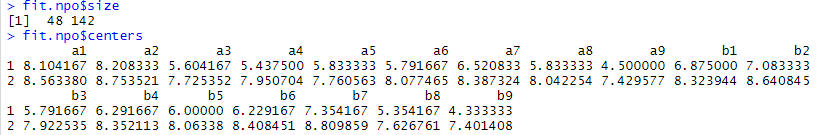 > fit.npo$size
[1]  48 142
> fit.npo$centers
        a1       a2       a3       a4       a5       a6       a7       a8       a9       b1       b2
1 8.104167 8.208333 5.604167 5.437500 5.833333 5.791667 6.520833 5.833333 4.500000 6.875000 7.083333
2 8.563380 8.753521 7.725352 7.950704 7.760563 8.077465 8.387324 8.042254 7.429577 8.323944 8.640845
        b3       b4      b5       b6       b7       b8       b9
1 5.791667 6.291667 6.00000 6.229167 7.354167 5.354167 4.333333
2 7.922535 8.352113 8.06338 8.408451 8.809859 7.626761 7.401408